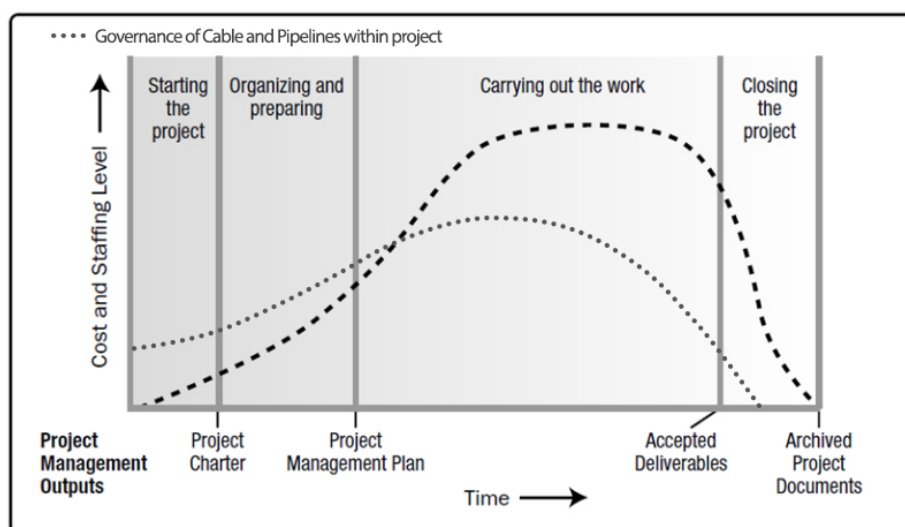 Governance of Cable and Pipelines within project
Starting
the
project
Organizing and
preparing
Carrying out the work
Closing
the
project
Cost and Staffing Level
Project
Management
Outputs
Project
Charter
Project
Management Plan
Accepted
Deliverables
Archived
Project
Documents
Time